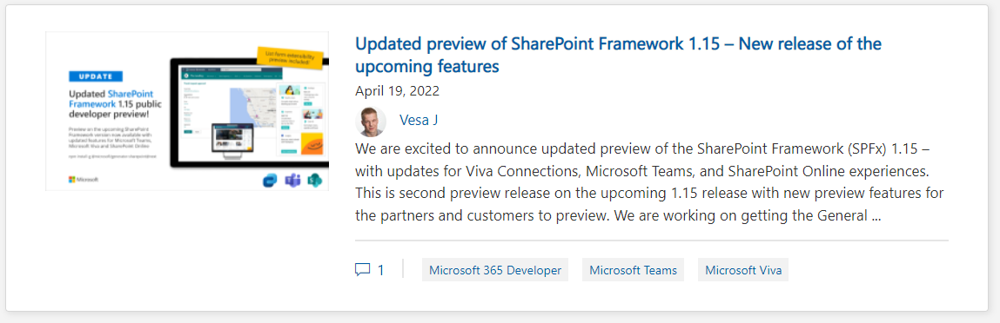 Updated preview of SharePoint Framework 1.15 – New release of the
upcoming features
April 19, 2022
Vesa J
We are excited to announce updated preview of the SharePoint Framework (SPFx) 1.15 –
with updates for Viva Connections, Microsoft Teams, and SharePoint Online experiences.
This is second preview release on the upcoming 1.15 release with new preview features for
the partners and customers to preview. We are working on getting the General ...
1
Microsoft 365 Developer
Microsoft Teams
Microsoft Viva
List form extensibility
preview included!
UPDATE
Updated SharePoint
Framework 1.15 public
developer preview!
Preview on the upcoming SharePoint
Framework version now available with
updated features for Microsoft Teams,
Microsoft Viva and SharePoint Online
Microsoft